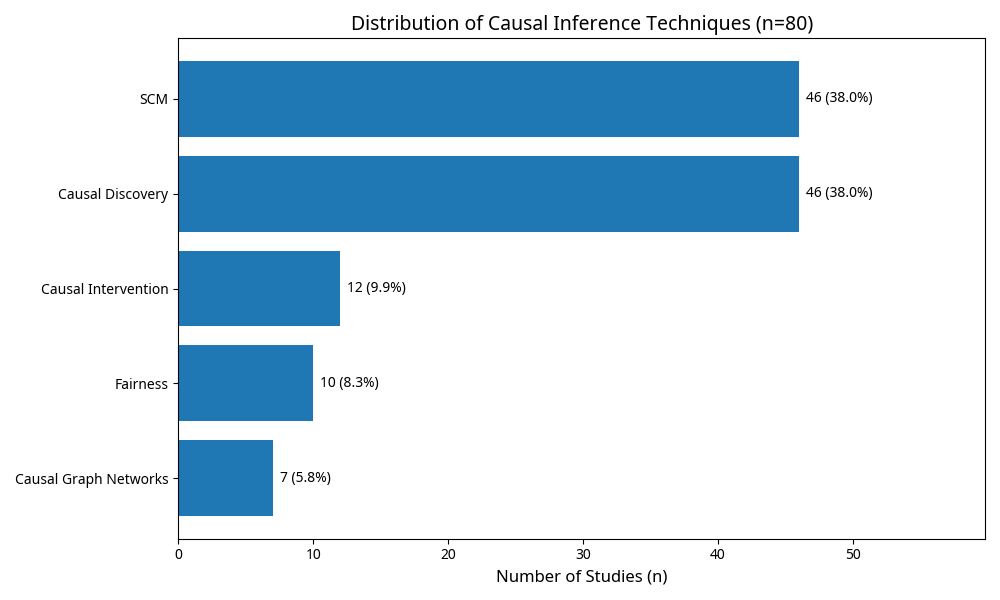 Distribution of Causal Inference Techniques (n=80)
SCM
46 (38.0%)
Causal Discovery
46 (38.0%)
Causal Intervention
12 (9.9%)
Fairness
10 (8.3%)
Causal Graph Networks
7 (5.8%)
0 10 20 30 40 50
Number of Studies (n)